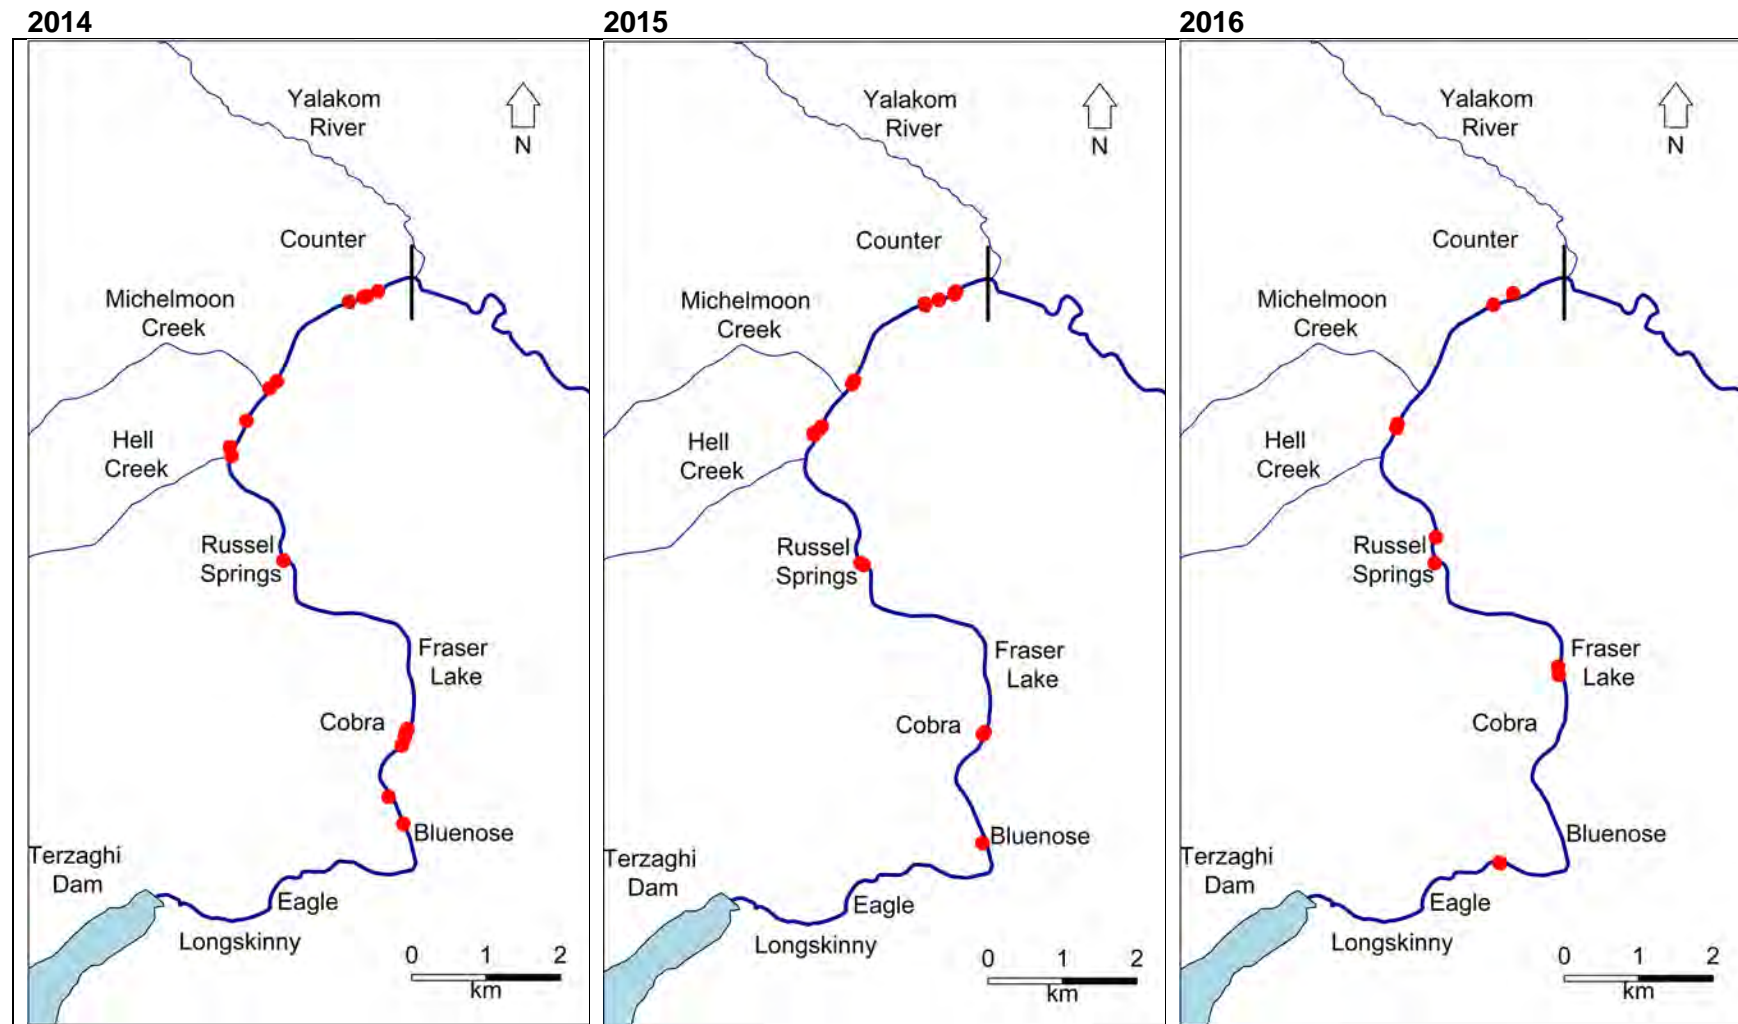 2014
Yalakom
River
N
Counter
Michelmoon
Creek
Hell
Creek
Russel
Springs
Fraser
Lake
Cobra
Bluenose
Terzaghi
Dam
Eagle
Longskinny
0 1 2
km
2015
Yalakom
River
N
Counter
Michelmoon
Creek
Hell
Creek
Russel
Springs
Fraser
Lake
Cobra
Bluenose
Terzaghi
Dam
Eagle
Longskinny
0 1 2
km
2016
Yalakom
River
N
Counter
Michelmoon
Creek
Hell
Creek
Russel
Springs
Fraser
Lake
Cobra
Bluenose
Terzaghi
Dam
Eagle
Longskinny
0 1 2
km